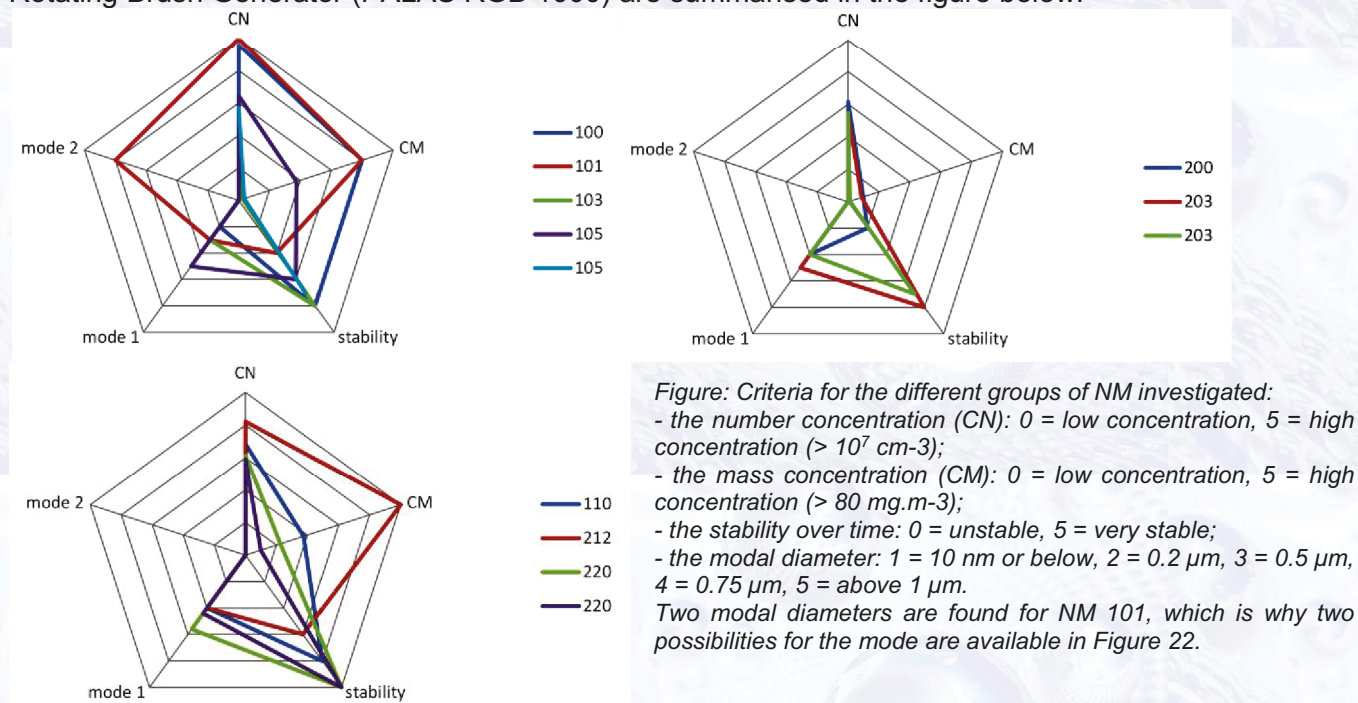 Rotating Brush Generator (PALAS RGB 1000) are summarised in the figure below.
CN
mode 2
CM
mode 1
stability
100
101
103
105
105
CN
mode 2
CM
mode 1
stability
200
203
203
CN
mode 2
CM
mode 1
stability
110
212
220
220
Figure: Criteria for the different groups of NM investigated:
- the number concentration (CN): 0 = low concentration, 5 = high
concentration (> 10⁷ cm-3);
- the mass concentration (CM): 0 = low concentration, 5 = high
concentration (> 80 mg.m-3);
- the stability over time: 0 = unstable, 5 = very stable;
- the modal diameter: 1 = 10 nm or below, 2 = 0.2 µm, 3 = 0.5 µm,
4 = 0.75 µm, 5 = above 1 µm.
Two modal diameters are found for NM 101, which is why two
possibilities for the mode are available in Figure 22.